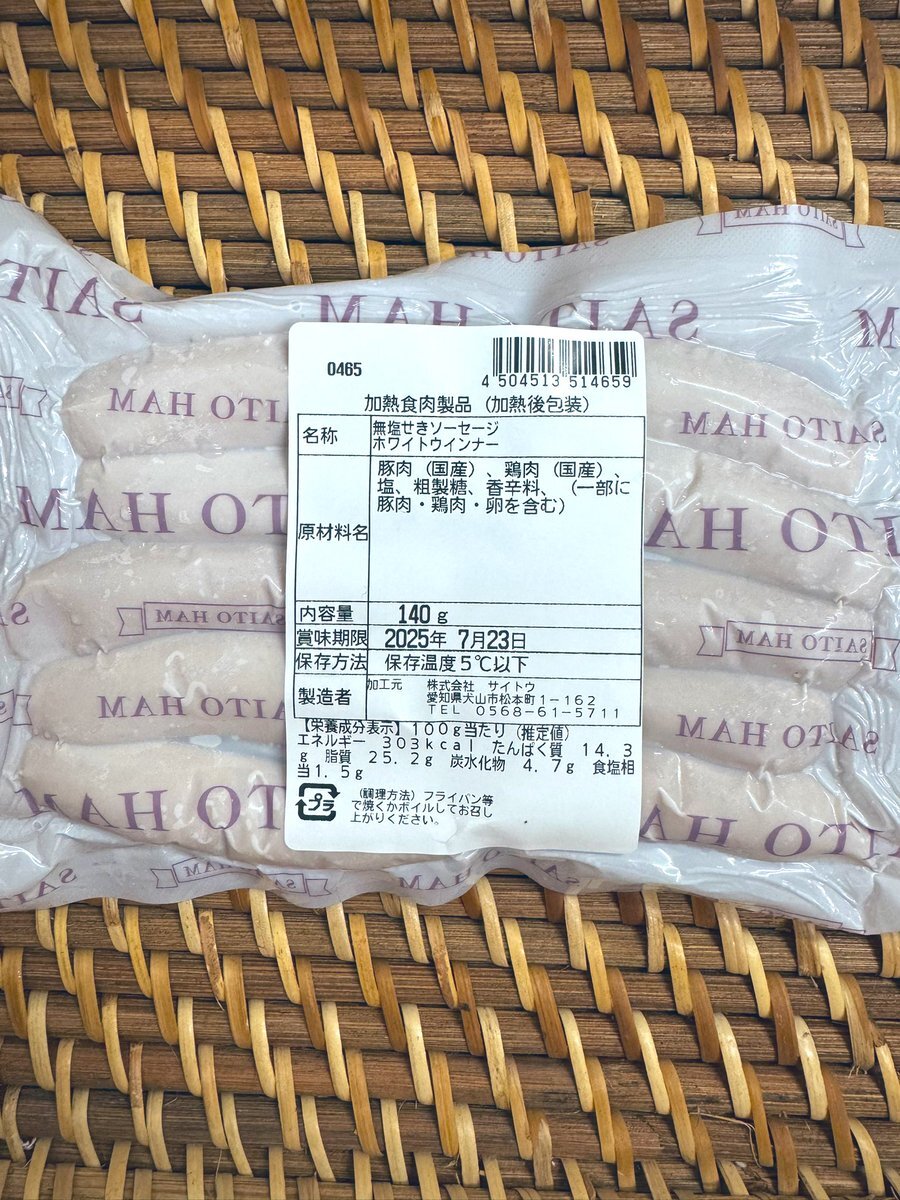 SAITO HAM
SAITO HAM
SAITO HAM
0465
4 504513 514659
加熱食肉製品（加熱後包装）
名称
無塩せきソーセージ
ホワイトウインナー
原材料名
豚肉（国産）、鶏肉（国産）、
塩、粗製糖、香辛料、（一部に
豚肉・鶏肉・卵を含む）
内容量 140g
賞味期限 2025年 7月23日
保存方法 保存温度5℃以下
製造者
加工元 株式会社 サイトウ
愛知県犬山市松本町1-162
TEL 0568-61-5711
【栄養成分表示】100g当たり（推定値）
エネルギー 303kcal たんぱく質 14.3
g 脂質 25.2g 炭水化物 4.7g 食塩相
当1.5g
プラ
（調理方法）フライパン等
で焼くかボイルしてお召し
上がりください。
SAITO HAM
SAITO HAM
SAITO HAM
SAITO HAM